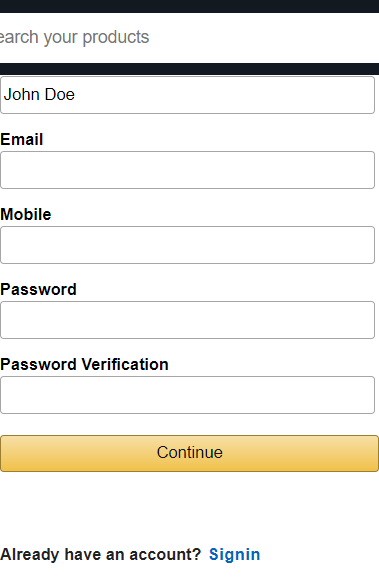 earch your products
John Doe
Email
Mobile
Password
Password Verification
Continue
Already have an account? Signin